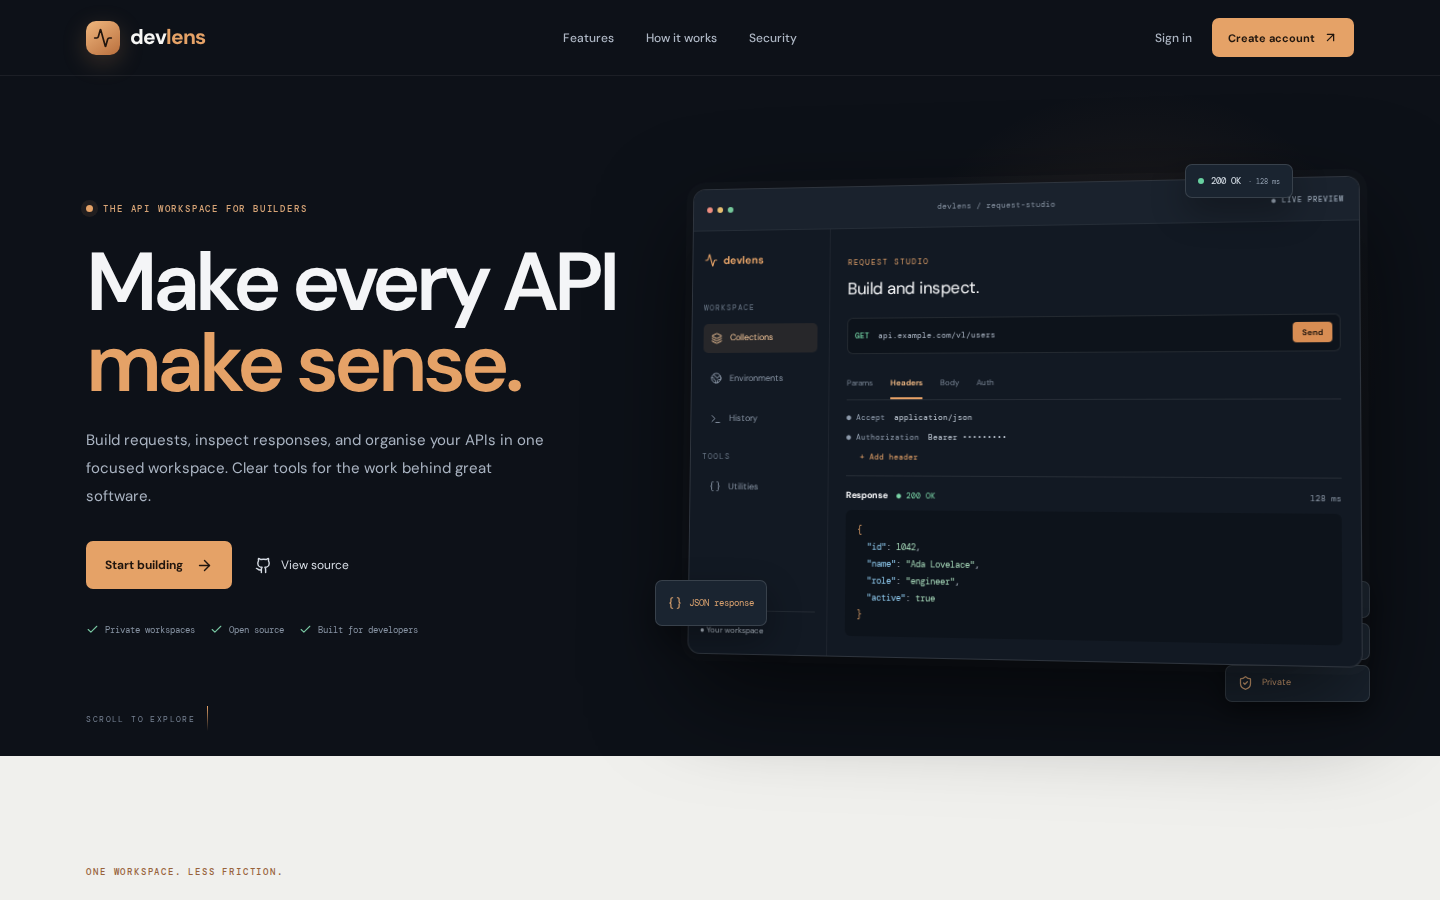 devlens
Features
How it works
Security
Sign in
Create account
THE API WORKSPACE FOR BUILDERS
Make every API
make sense.
Build requests, inspect responses, and organise your APIs in one
focused workspace. Clear tools for the work behind great
software.
Start building
View source
Private workspaces
Open source
Built for developers
SCROLL TO EXPLORE
200 OK · 128 ms
devlens / request-studio
LIVE PREVIEW
devlens
WORKSPACE
Collections
Environments
History
TOOLS
{} Utilities
{} JSON response
Your workspace
REQUEST STUDIO
Build and inspect.
GET api.example.com/v1/users
Send
Params Headers Body Auth
Accept application/json
Authorization Bearer •••••••••
+ Add header
Response 200 OK
128 ms
{
"id": 1042,
"name": "Ada Lovelace",
"role": "engineer",
"active": true
}
Private
ONE WORKSPACE. LESS FRICTION.